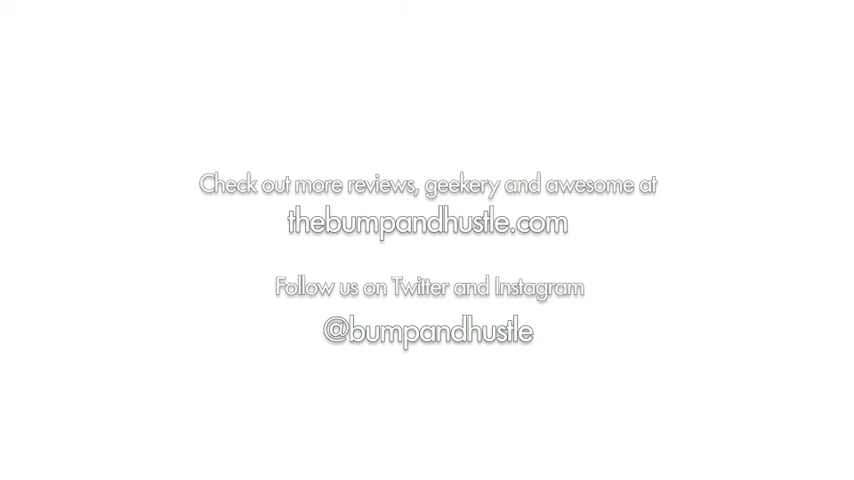 Check out more reviews, geekery and awesome at
thebumpandhustle.com
Follow us on Twitter and Instagram
@bumpandhustle